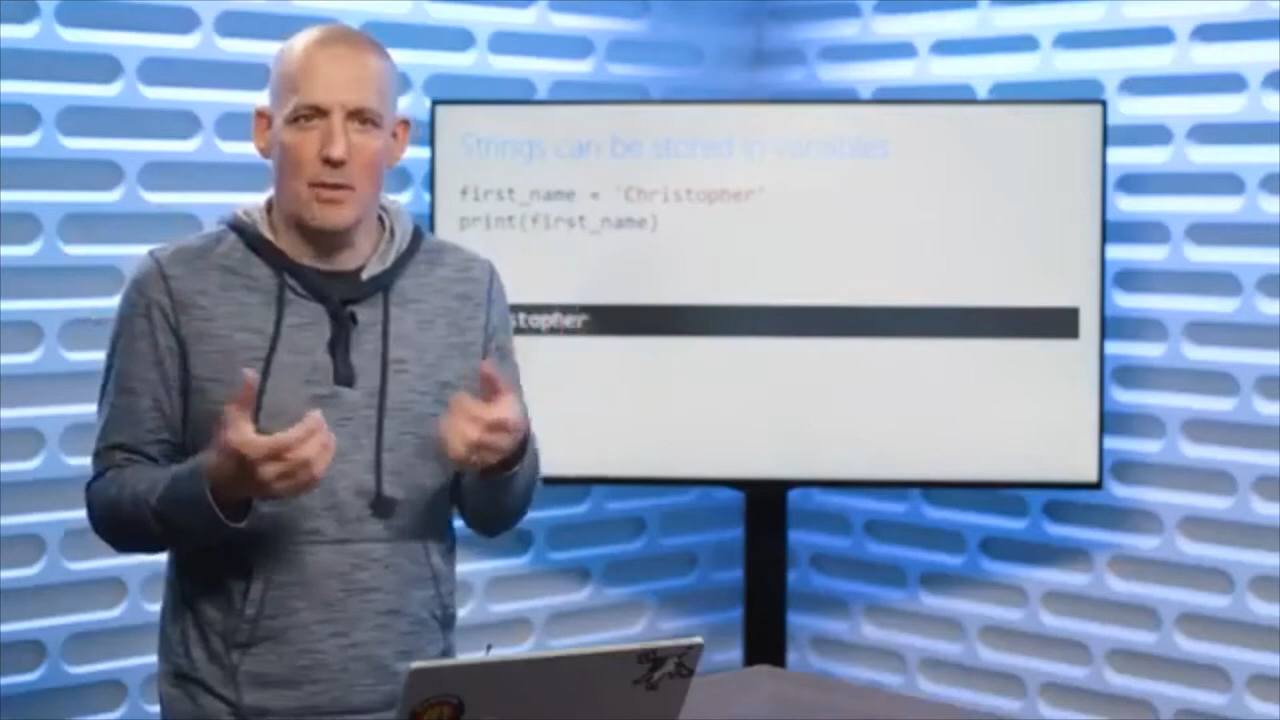 Strings can be stored in variables
first_name = 'Christopher'
print(first_name)
stopher